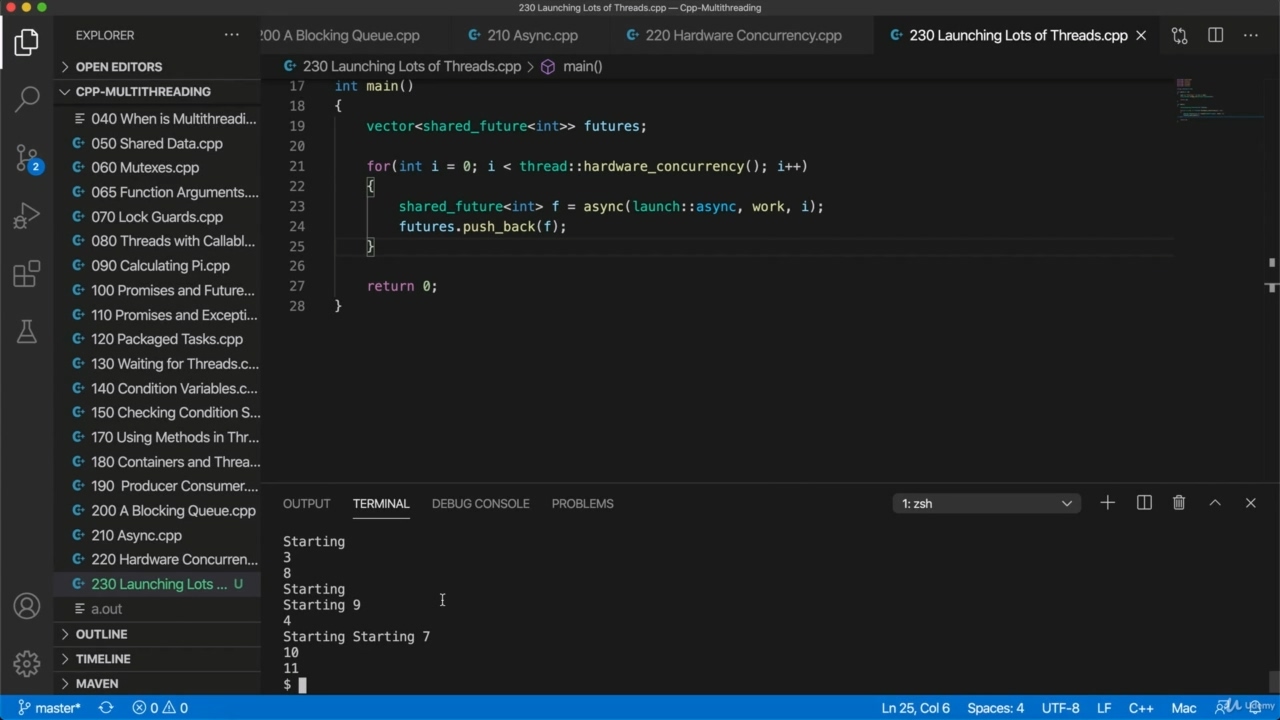 230 Launching Lots of Threads.cpp — Cpp-Multithreading
EXPLORER
200 A Blocking Queue.cpp
210 Async.cpp
220 Hardware Concurrency.cpp
230 Launching Lots of Threads.cpp
OPEN EDITORS
230 Launching Lots of Threads.cpp > main()
CPP-MULTITHREADING
040 When is Multithreadi...
050 Shared Data.cpp
060 Mutexes.cpp
065 Function Arguments....
070 Lock Guards.cpp
080 Threads with Callabl...
090 Calculating Pi.cpp
100 Promises and Future...
110 Promises and Excepti...
120 Packaged Tasks.cpp
130 Waiting for Threads.c...
140 Condition Variables.c...
150 Checking Condition S...
170 Using Methods in Thr...
180 Containers and Threa...
190 Producer Consumer....
200 A Blocking Queue.cpp
210 Async.cpp
220 Hardware Concurren...
230 Launching Lots ... U
a.out
OUTLINE
TIMELINE
MAVEN
17 int main()
18 {
19 vector<shared_future<int>> futures;
20
21 for(int i = 0; i < thread::hardware_concurrency(); i++)
22 {
23 shared_future<int> f = async(launch::async, work, i);
24 futures.push_back(f);
25 }
26
27 return 0;
28 }
OUTPUT TERMINAL DEBUG CONSOLE PROBLEMS
1: zsh
Starting
3
8
Starting
Starting 9
4
Starting Starting 7
10
11
$
2
master* 0 0
Ln 25, Col 6 Spaces: 4 UTF-8 LF C++ Mac
Udemy